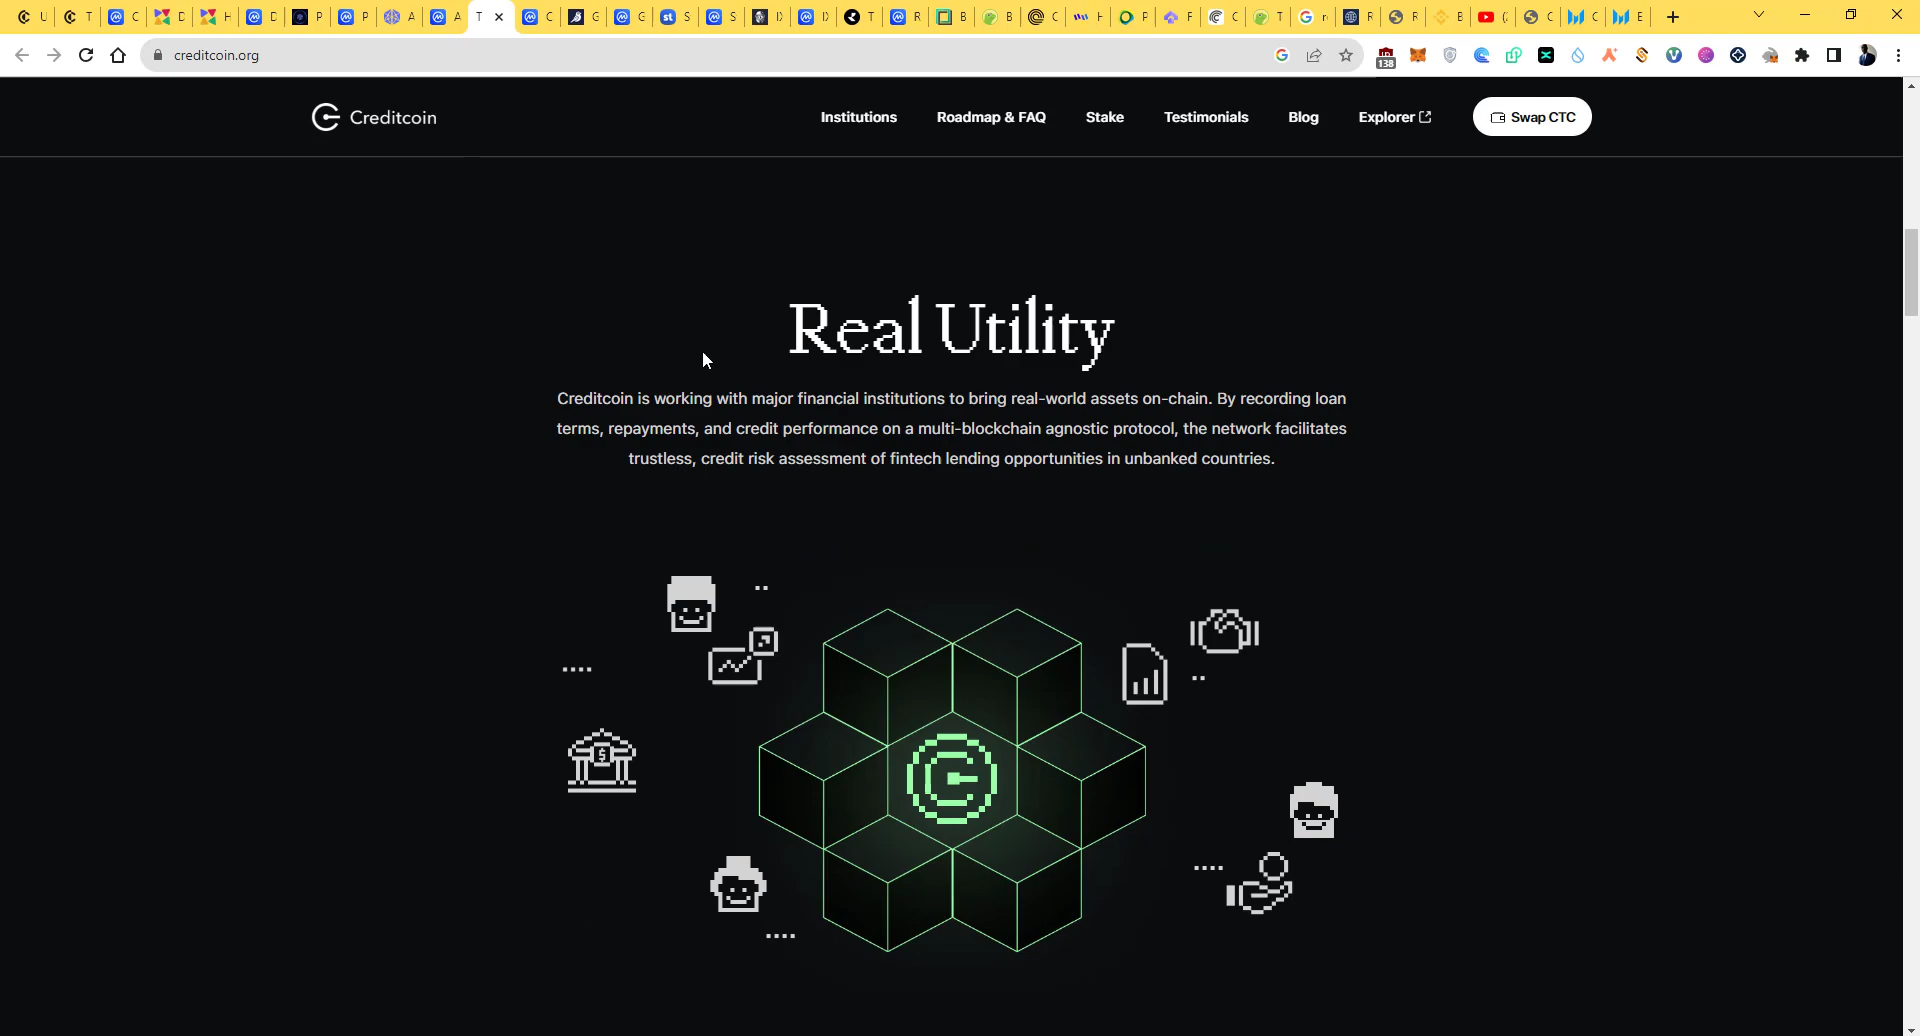 U T C D H D P P A A T C G G S S D D T R B B C H P F C T r R R B ( C C E
creditcoin.org
138
Creditcoin
Institutions Roadmap & FAQ Stake Testimonials Blog Explorer Swap CTC
Real Utility
Creditcoin is working with major financial institutions to bring real-world assets on-chain. By recording loan
terms, repayments, and credit performance on a multi-blockchain agnostic protocol, the network facilitates
trustless, credit risk assessment of fintech lending opportunities in unbanked countries.